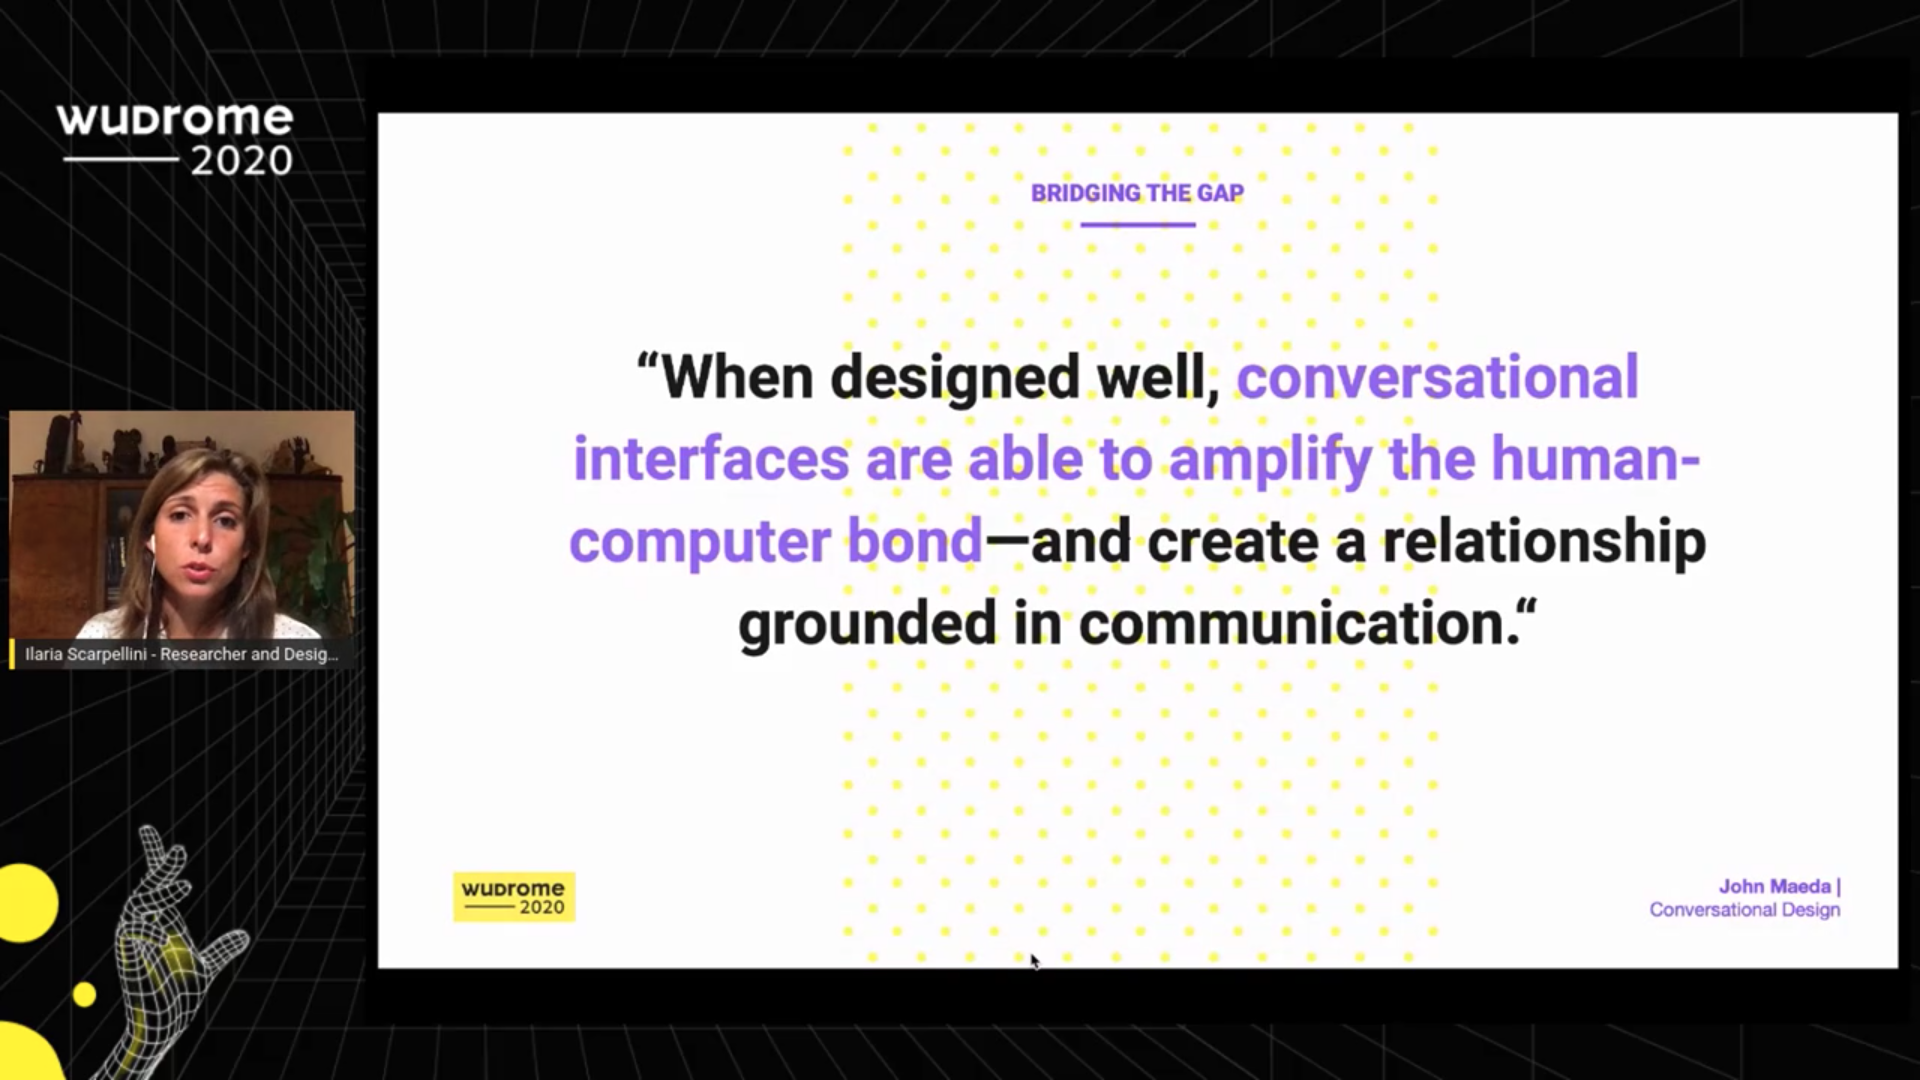 WUDrome
2020
BRIDGING THE GAP
“When designed well, conversational
interfaces are able to amplify the human-
computer bond—and create a relationship
grounded in communication.“
Ilaria Scarpellini - Researcher and Desig...
WUDrome
2020
John Maeda |
Conversational Design